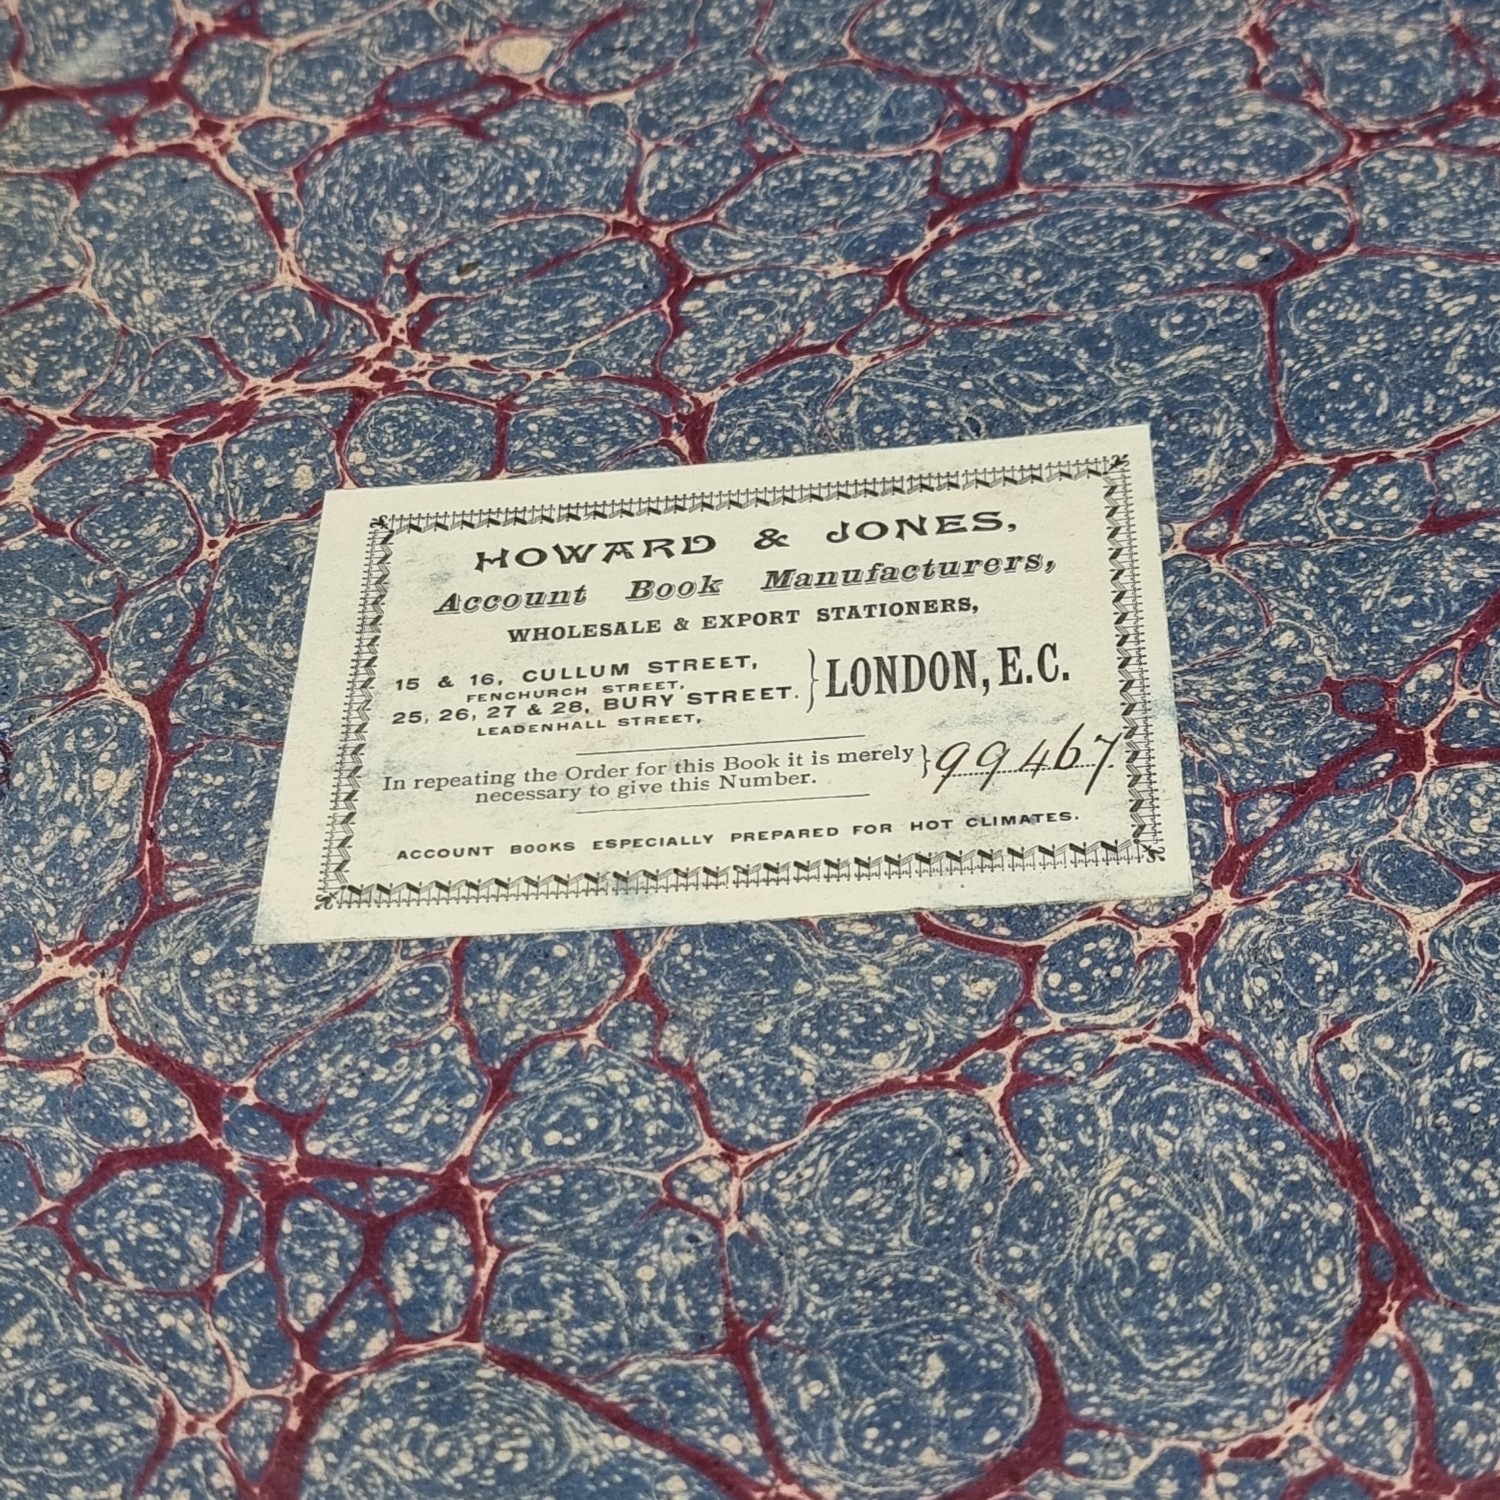 HOWARD & JONES,
Account Book Manufacturers,
WHOLESALE & EXPORT STATIONERS,
15 & 16, CULLUM STREET,
FENCHURCH STREET,
25, 26, 27 & 28, BURY STREET.
LEADENHALL STREET,
} LONDON, E.C.
In repeating the Order for this Book it is merely
necessary to give this Number.
} 99467
ACCOUNT BOOKS ESPECIALLY PREPARED FOR HOT CLIMATES.